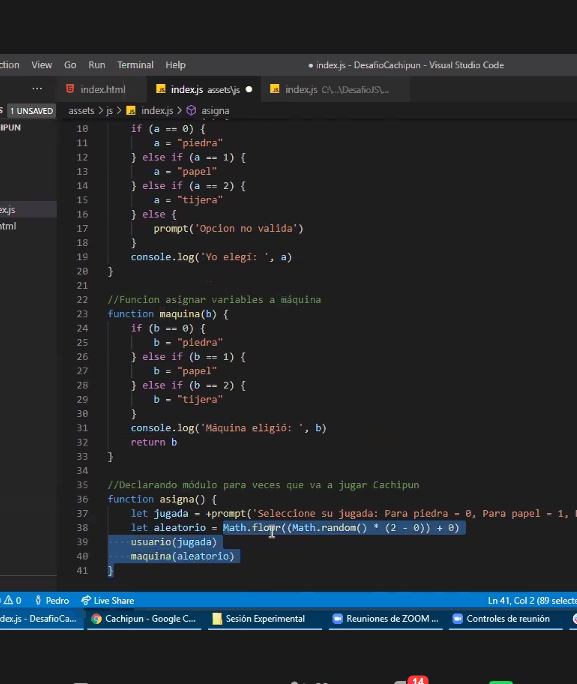 ction View Go Run Terminal Help ● index.js - DesafioCachipun - Visual Studio Code
... index.html JS index.js assets\js ● JS index.js C:\...\DesafioJS\...
1 UNSAVED assets > js > JS index.js > asigna
IPUN
10 if (a == 0) {
11 a = "piedra"
12 } else if (a == 1) {
13 a = "papel"
14 } else if (a == 2) {
15 a = "tijera"
16 } else {
17 prompt('Opcion no valida')
18 }
19 console.log('Yo elegí: ', a)
20 }
21
22 //Funcion asignar variables a máquina
23 function maquina(b) {
24 if (b == 0) {
25 b = "piedra"
26 } else if (b == 1) {
27 b = "papel"
28 } else if (b == 2) {
29 b = "tijera"
30 }
31 console.log('Máquina eligió: ', b)
32 return b
33 }
34
35 //Declarando módulo para veces que va a jugar Cachipun
36 function asigna() {
37 let jugada = +prompt('Seleccione su jugada: Para piedra = 0, Para papel = 1,
38 let aleatorio = Math.floor((Math.random() * (2 - 0)) + 0)
39 usuario(jugada)
40 maquina(aleatorio)
41 }
ex.js
html
0 0 Pedro Live Share Ln 41, Col 2 (89 selecte
dex.js - DesafioCa... Cachipun - Google C... Sesión Experimental Reuniones de ZOOM ... Controles de reunión
14